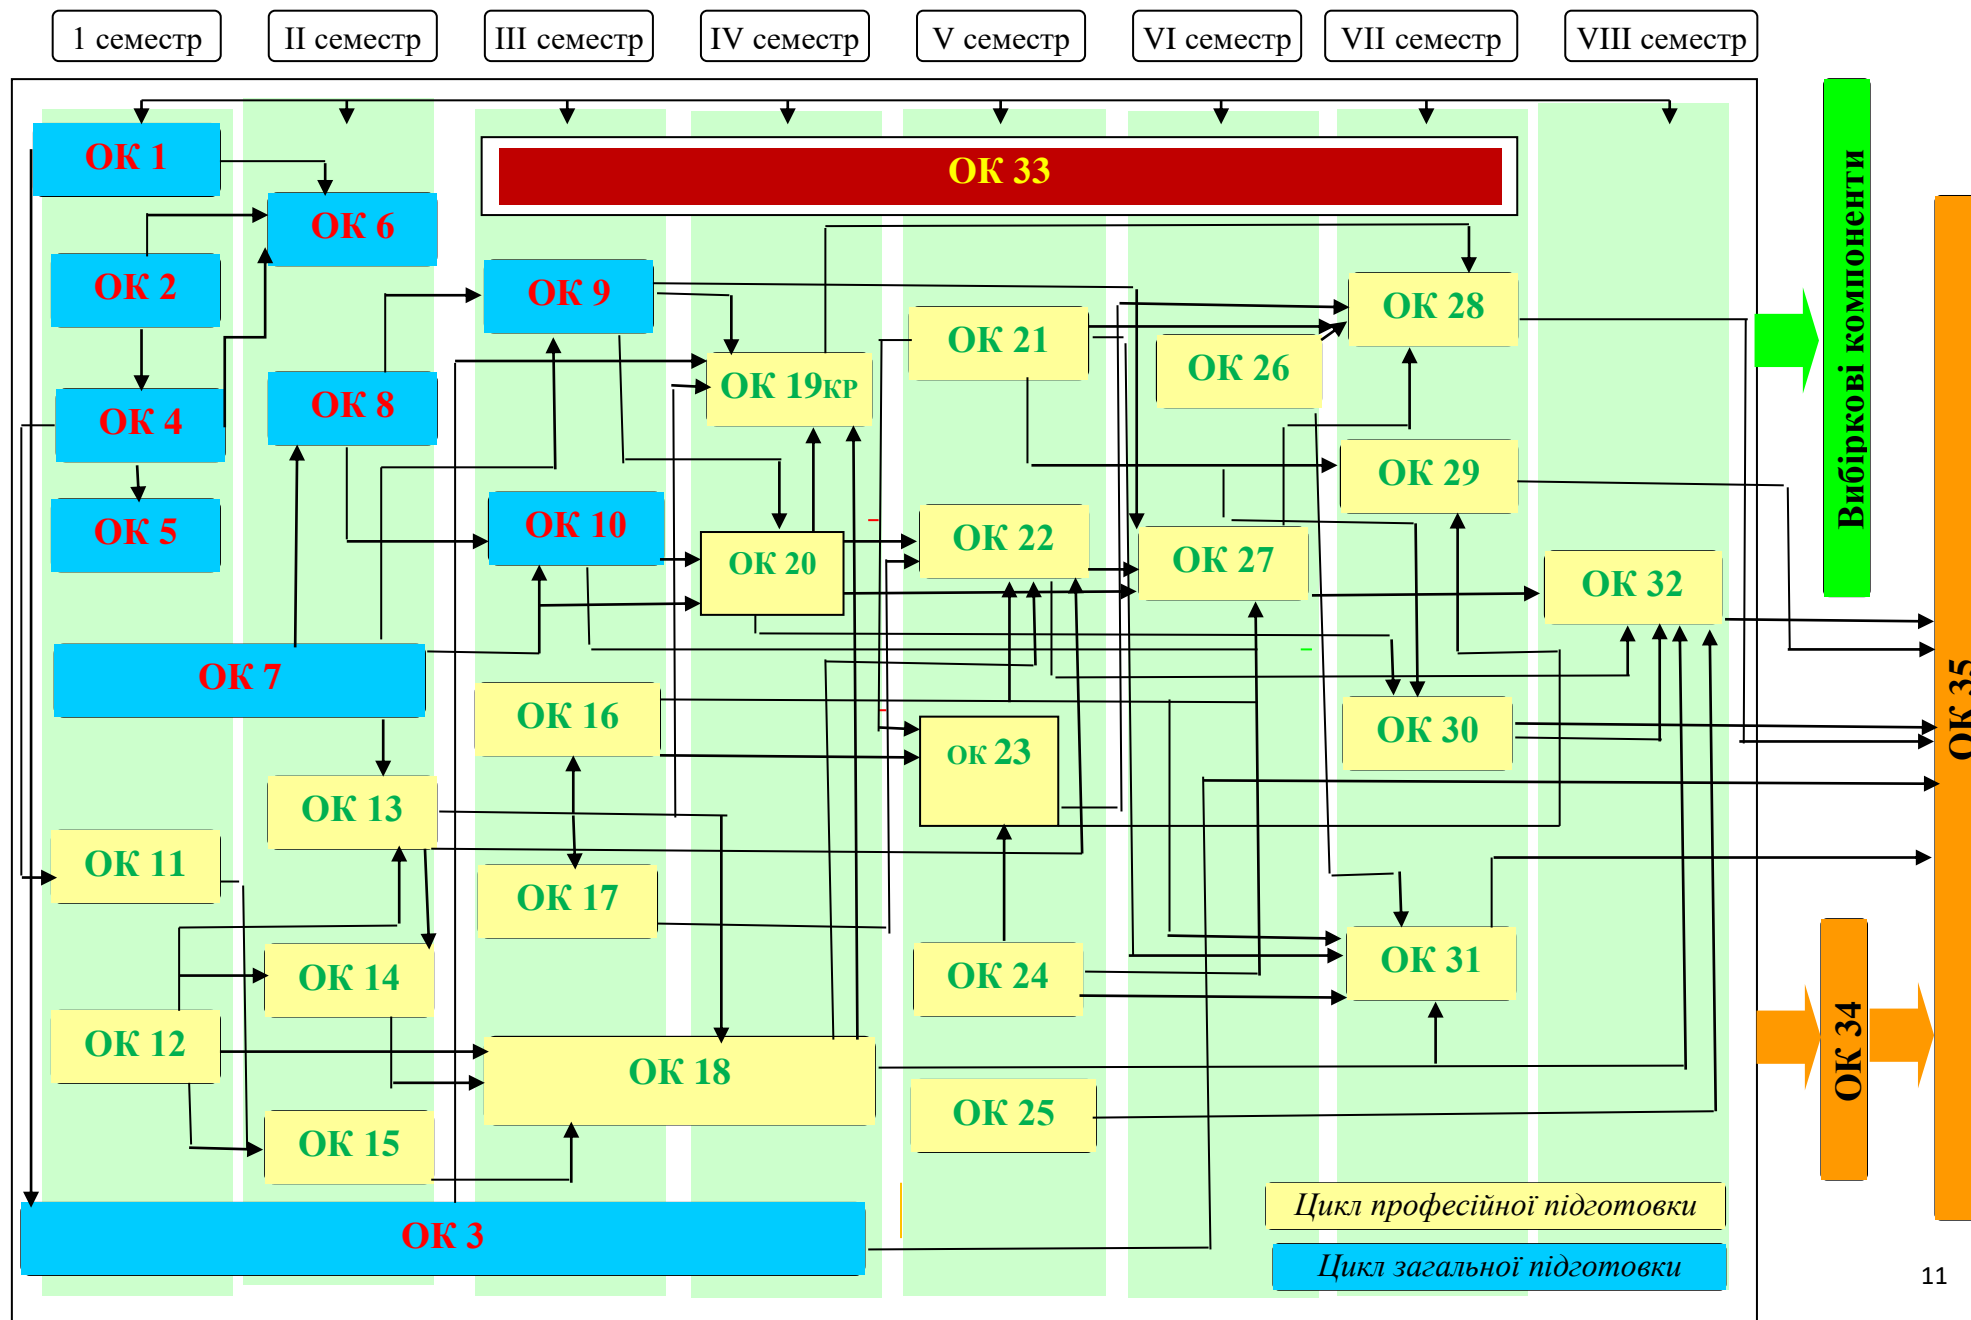 1 семестр
II семестр
III семестр
IV семестр
V семестр
VI семестр
VII семестр
VIII семестр
ОК 1
ОК 33
ОК 6
ОК 2
ОК 9
ОК 28
ОК 21
ОК 26
ОК 19КР
ОК 8
ОК 4
ОК 29
ОК 5
ОК 10
ОК 20
ОК 22
ОК 27
ОК 32
ОК 7
ОК 16
ОК 23
ОК 30
ОК 13
ОК 11
ОК 17
ОК 14
ОК 24
ОК 31
ОК 12
ОК 18
ОК 25
ОК 15
ОК 3
Цикл професійної підготовки
Цикл загальної підготовки
Вибіркові компоненти
ОК 34
ОК 35
11